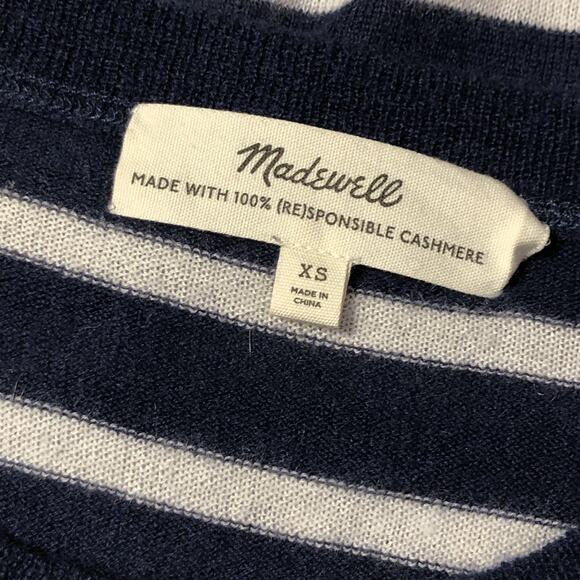 Madewell
MADE WITH 100% (RE)SPONSIBLE CASHMERE
XS
MADE IN
CHINA